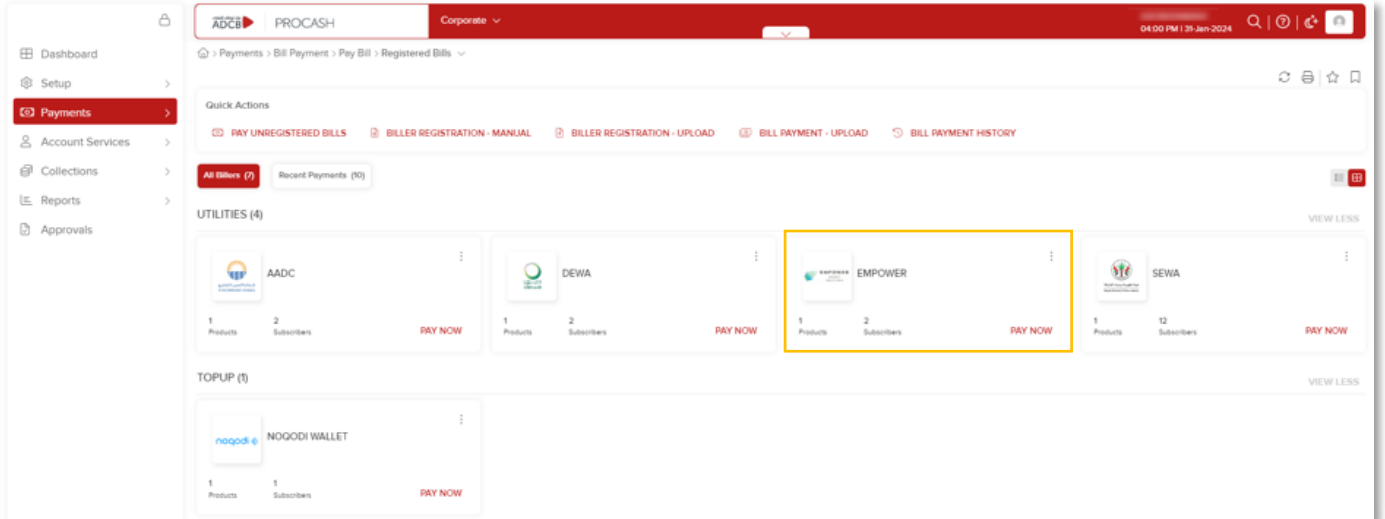 ADCB PROCASH Corporate
04:00 PM | 31-Jan-2024
Dashboard
Setup
Payments
Account Services
Collections
Reports
Approvals
> Payments > Bill Payment > Pay Bill > Registered Bills
Quick Actions
PAY UNREGISTERED BILLS BILLER REGISTRATION - MANUAL BILLER REGISTRATION - UPLOAD BILL PAYMENT - UPLOAD BILL PAYMENT HISTORY
All Billers (7) Recent Payments (10)
UTILITIES (4) VIEW LESS
AADC
1 2
Products Subscribers PAY NOW
DEWA
1 2
Products Subscribers PAY NOW
EMPOWER EMPOWER
1 2
Products Subscribers PAY NOW
SEWA
1 12
Products Subscribers PAY NOW
TOPUP (1) VIEW LESS
noqodi NOQODI WALLET
1 1
Products Subscribers PAY NOW